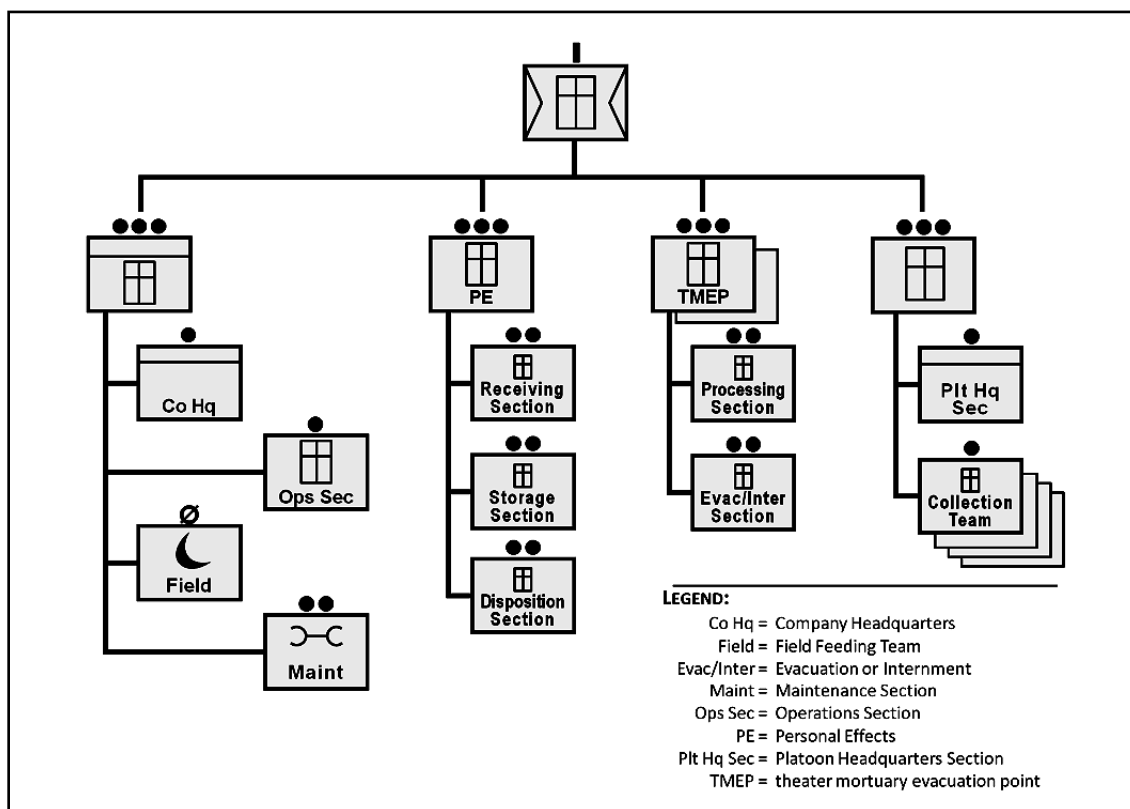 PE
TMEP
Co Hq
Receiving
Section
Processing
Section
Plt Hq
Sec
Ops Sec
Storage
Section
Evac/Inter
Section
Collection
Team
Field
Disposition
Section
Maint
LEGEND:
Co Hq = Company Headquarters
Field = Field Feeding Team
Evac/Inter = Evacuation or Internment
Maint = Maintenance Section
Ops Sec = Operations Section
PE = Personal Effects
Plt Hq Sec = Platoon Headquarters Section
TMEP = theater mortuary evacuation point